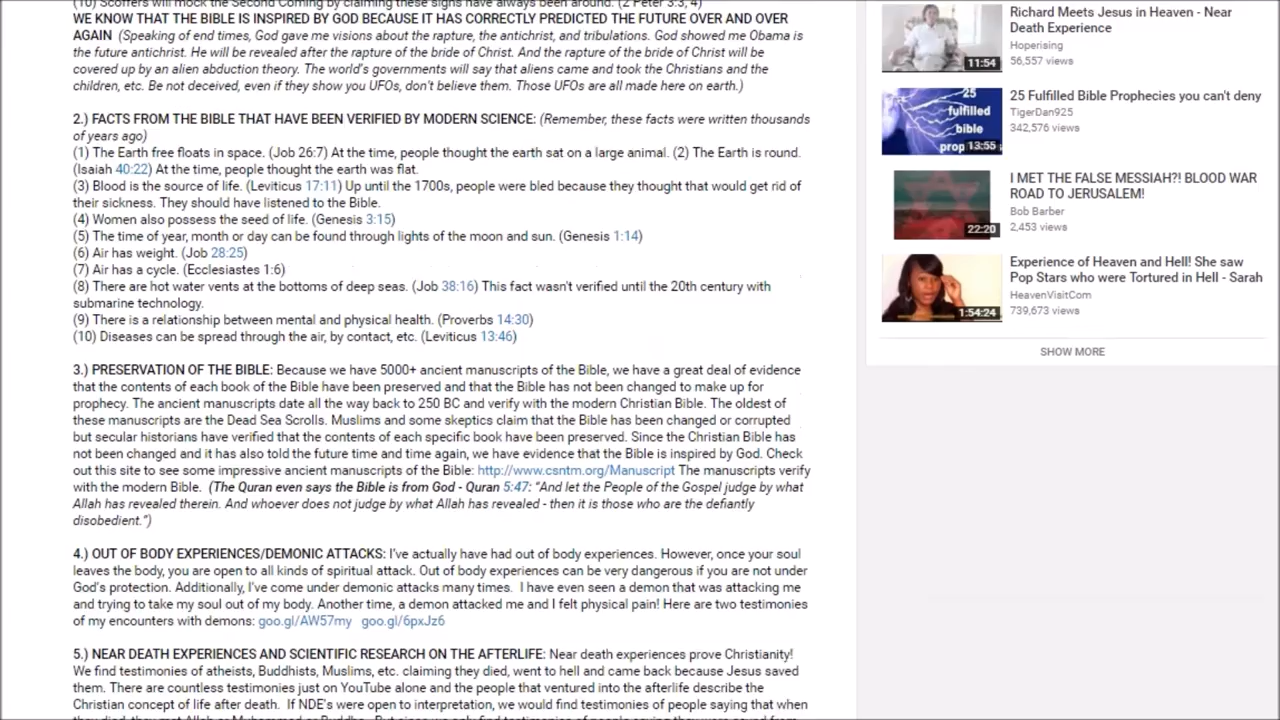 (10) Scoffers will mock the Second Coming by claiming these signs have always been around. (2 Peter 3:3, 4)
WE KNOW THAT THE BIBLE IS INSPIRED BY GOD BECAUSE IT HAS CORRECTLY PREDICTED THE FUTURE OVER AND OVER
AGAIN (Speaking of end times, God gave me visions about the rapture, the antichrist, and tribulations. God showed me Obama is
the future antichrist. He will be revealed after the rapture of the bride of Christ. And the rapture of the bride of Christ will be
covered up by an alien abduction theory. The world's governments will say that aliens came and took the Christians and the
children, etc. Be not deceived, even if they show you UFOs, don't believe them. Those UFOs are all made here on earth.)
2.) FACTS FROM THE BIBLE THAT HAVE BEEN VERIFIED BY MODERN SCIENCE: (Remember, these facts were written thousands
of years ago)
(1) The Earth free floats in space. (Job 26:7) At the time, people thought the earth sat on a large animal. (2) The Earth is round.
(Isaiah 40:22) At the time, people thought the earth was flat.
(3) Blood is the source of life. (Leviticus 17:11) Up until the 1700s, people were bled because they thought that would get rid of
their sickness. They should have listened to the Bible.
(4) Women also possess the seed of life. (Genesis 3:15)
(5) The time of year, month or day can be found through lights of the moon and sun. (Genesis 1:14)
(6) Air has weight. (Job 28:25)
(7) Air has a cycle. (Ecclesiastes 1:6)
(8) There are hot water vents at the bottoms of deep seas. (Job 38:16) This fact wasn't verified until the 20th century with
submarine technology.
(9) There is a relationship between mental and physical health. (Proverbs 14:30)
(10) Diseases can be spread through the air, by contact, etc. (Leviticus 13:46)
3.) PRESERVATION OF THE BIBLE: Because we have 5000+ ancient manuscripts of the Bible, we have a great deal of evidence
that the contents of each book of the Bible have been preserved and that the Bible has not been changed to make up for
prophecy. The ancient manuscripts date all the way back to 250 BC and verify with the modern Christian Bible. The oldest of
these manuscripts are the Dead Sea Scrolls. Muslims and some skeptics claim that the Bible has been changed or corrupted
but secular historians have verified that the contents of each specific book have been preserved. Since the Christian Bible has
not been changed and it has also told the future time and time again, we have evidence that the Bible is inspired by God. Check
out this site to see some impressive ancient manuscripts of the Bible: http://www.csntm.org/Manuscript The manuscripts verify
with the modern Bible. (The Quran even says the Bible is from God - Quran 5:47: "And let the People of the Gospel judge by what
Allah has revealed therein. And whoever does not judge by what Allah has revealed - then it is those who are the defiantly
disobedient.")
4.) OUT OF BODY EXPERIENCES/DEMONIC ATTACKS: I've actually have had out of body experiences. However, once your soul
leaves the body, you are open to all kinds of spiritual attack. Out of body experiences can be very dangerous if you are not under
God's protection. Additionally, I've come under demonic attacks many times. I have even seen a demon that was attacking me
and trying to take my soul out of my body. Another time, a demon attacked me and I felt physical pain! Here are two testimonies
of my encounters with demons: goo.gl/AW57my goo.gl/6pxJz6
5.) NEAR DEATH EXPERIENCES AND SCIENTIFIC RESEARCH ON THE AFTERLIFE: Near death experiences prove Christianity!
We find testimonies of atheists, Buddhists, Muslims, etc. claiming they died, went to hell and came back because Jesus saved
them. There are countless testimonies just on YouTube alone and the people that ventured into the afterlife describe the
Christian concept of life after death. If NDE's were open to interpretation, we would find testimonies of people saying that when
Richard Meets Jesus in Heaven - Near
Death Experience
Hoperising
56,557 views
11:54
25 Fulfilled Bible Prophecies you can't deny
TigerDan925
342,576 views
25
fulfilled
bible
13:55
I MET THE FALSE MESSIAH?! BLOOD WAR
ROAD TO JERUSALEM!
Bob Barber
2,453 views
22:20
Experience of Heaven and Hell! She saw
Pop Stars who were Tortured in Hell - Sarah
HeavenVisitCom
739,673 views
1:54:24
SHOW MORE